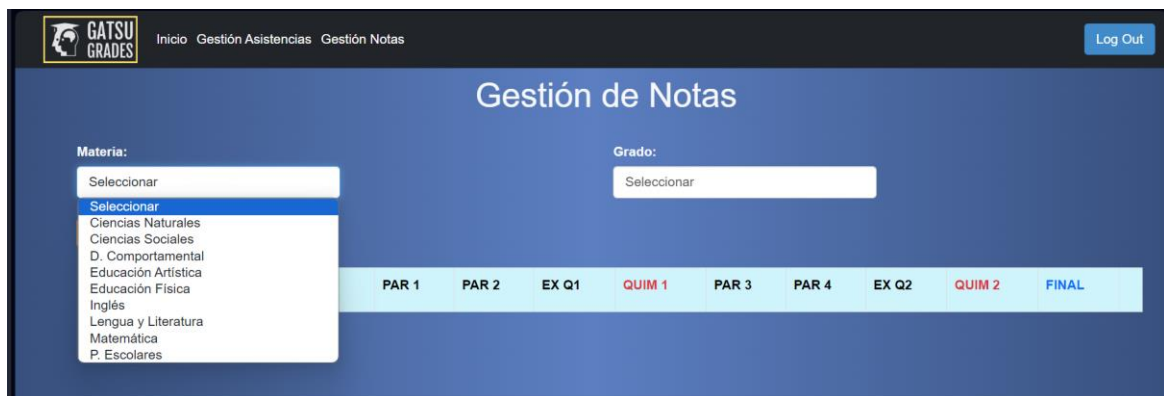 GATSU
GRADES
Inicio Gestión Asistencias Gestión Notas
Log Out
Gestión de Notas
Materia:
Grado:
Seleccionar
Seleccionar
Seleccionar
Ciencias Naturales
Ciencias Sociales
D. Comportamental
Educación Artística
Educación Física
Inglés
Lengua y Literatura
Matemática
P. Escolares
PAR 1 PAR 2 EX Q1 QUIM 1 PAR 3 PAR 4 EX Q2 QUIM 2 FINAL